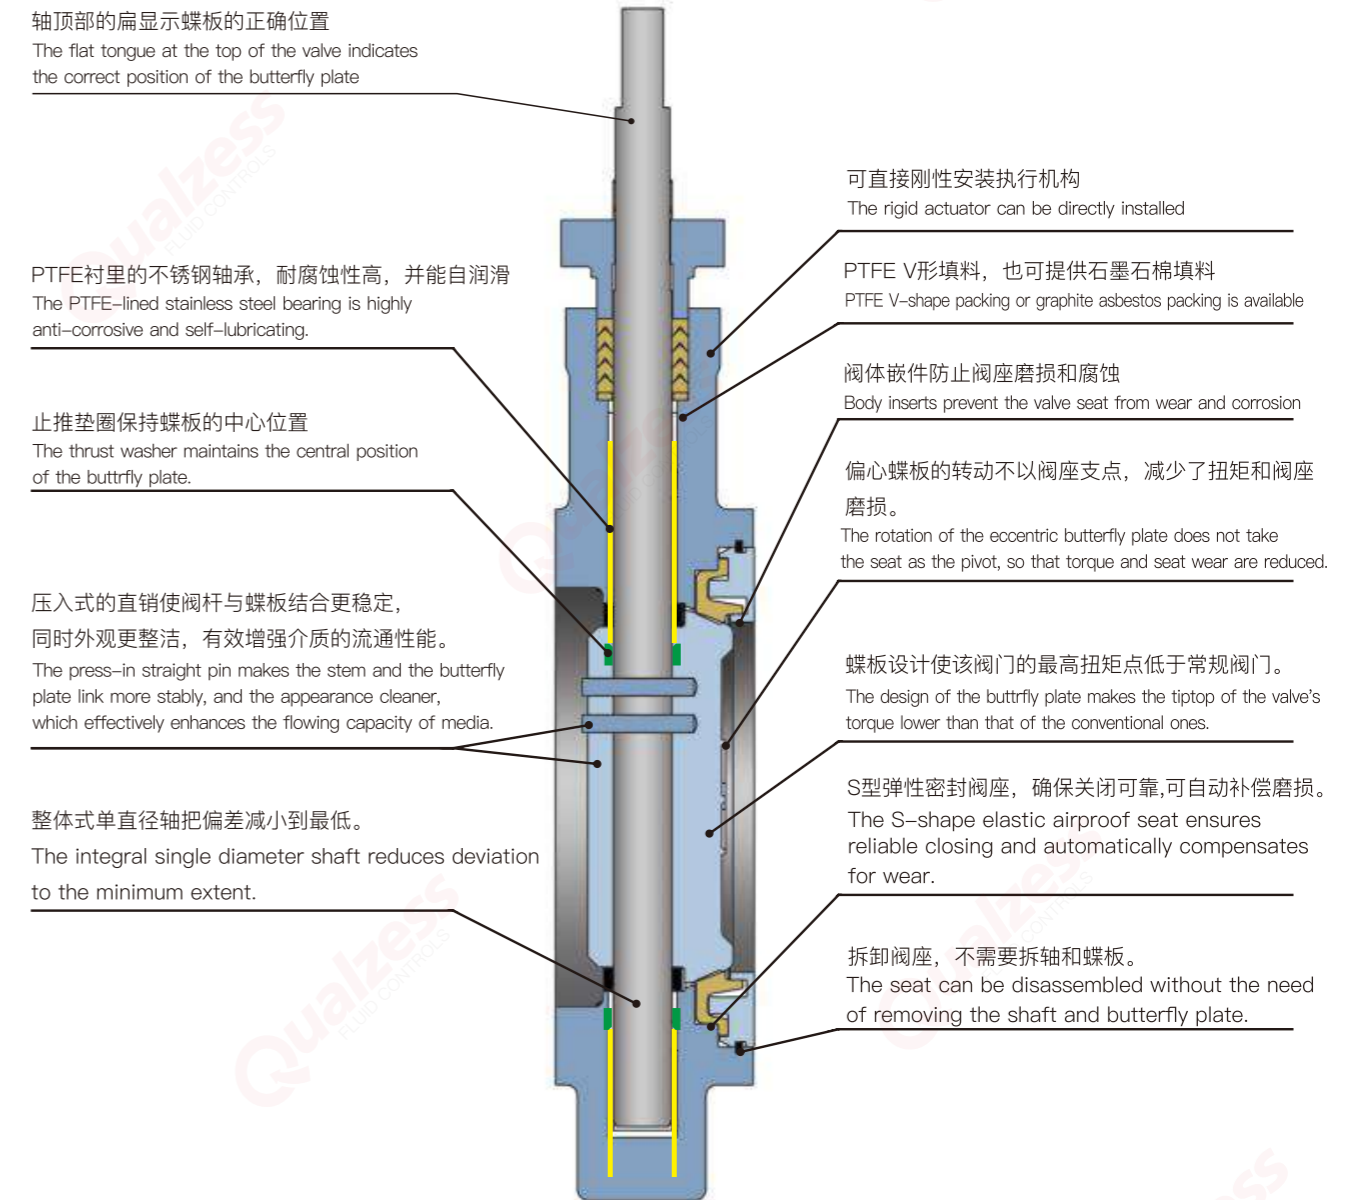 轴顶部的扁显示蝶板的正确位置
The flat tongue at the top of the valve indicates
the correct position of the butterfly plate
PTFE衬里的不锈钢轴承，耐腐蚀性高，并能自润滑
The PTFE-lined stainless steel bearing is highly
anti-corrosive and self-lubricating.
止推垫圈保持蝶板的中心位置
The thrust washer maintains the central position
of the buttrfly plate.
压入式的直销使阀杆与蝶板结合更稳定，
同时外观更整洁，有效增强介质的流通性能。
The press-in straight pin makes the stem and the butterfly
plate link more stably, and the appearance cleaner,
which effectively enhances the flowing capacity of media.
整体式单直径轴把偏差减小到最低。
The integral single diameter shaft reduces deviation
to the minimum extent.
可直接刚性安装执行机构
The rigid actuator can be directly installed
PTFE V形填料，也可提供石墨石棉填料
PTFE V-shape packing or graphite asbestos packing is available
阀体嵌件防止阀座磨损和腐蚀
Body inserts prevent the valve seat from wear and corrosion
偏心蝶板的转动不以阀座支点，减少了扭矩和阀座
磨损。
The rotation of the eccentric butterfly plate does not take
the seat as the pivot, so that torque and seat wear are reduced.
蝶板设计使该阀门的最高扭矩点低于常规阀门。
The design of the buttrfly plate makes the tiptop of the valve's
torque lower than that of the conventional ones.
S型弹性密封阀座，确保关闭可靠,可自动补偿磨损。
The S-shape elastic airproof seat ensures
reliable closing and automatically compensates
for wear.
拆卸阀座，不需要拆轴和蝶板。
The seat can be disassembled without the need
of removing the shaft and butterfly plate.
Qualzess
FLUID CONTROLS
Qualzess
FLUID CONTROLS